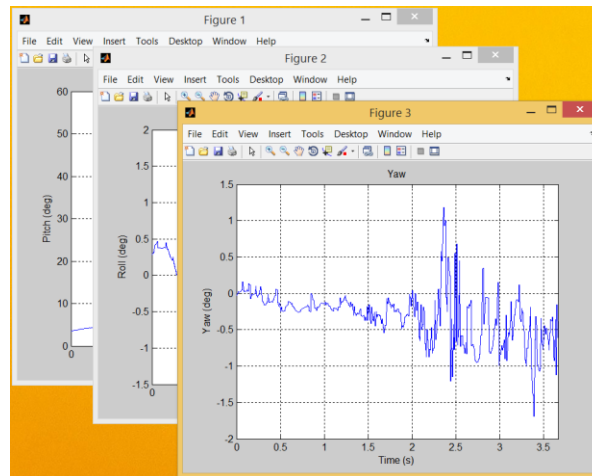 Figure 1
File Edit View Insert Tools Desktop Window Help
60
50
40
30
20
10
0
Pitch (deg)
0
Figure 2
File Edit View Insert Tools Desktop Window Help
2
1.5
1
0.5
0
-0.5
-1
-1.5
Roll (deg)
0
Figure 3
File Edit View Insert Tools Desktop Window Help
Yaw
1.5
1
0.5
0
-0.5
-1
-1.5
-2
Yaw (deg)
0 0.5 1 1.5 2 2.5 3 3.5
Time (s)